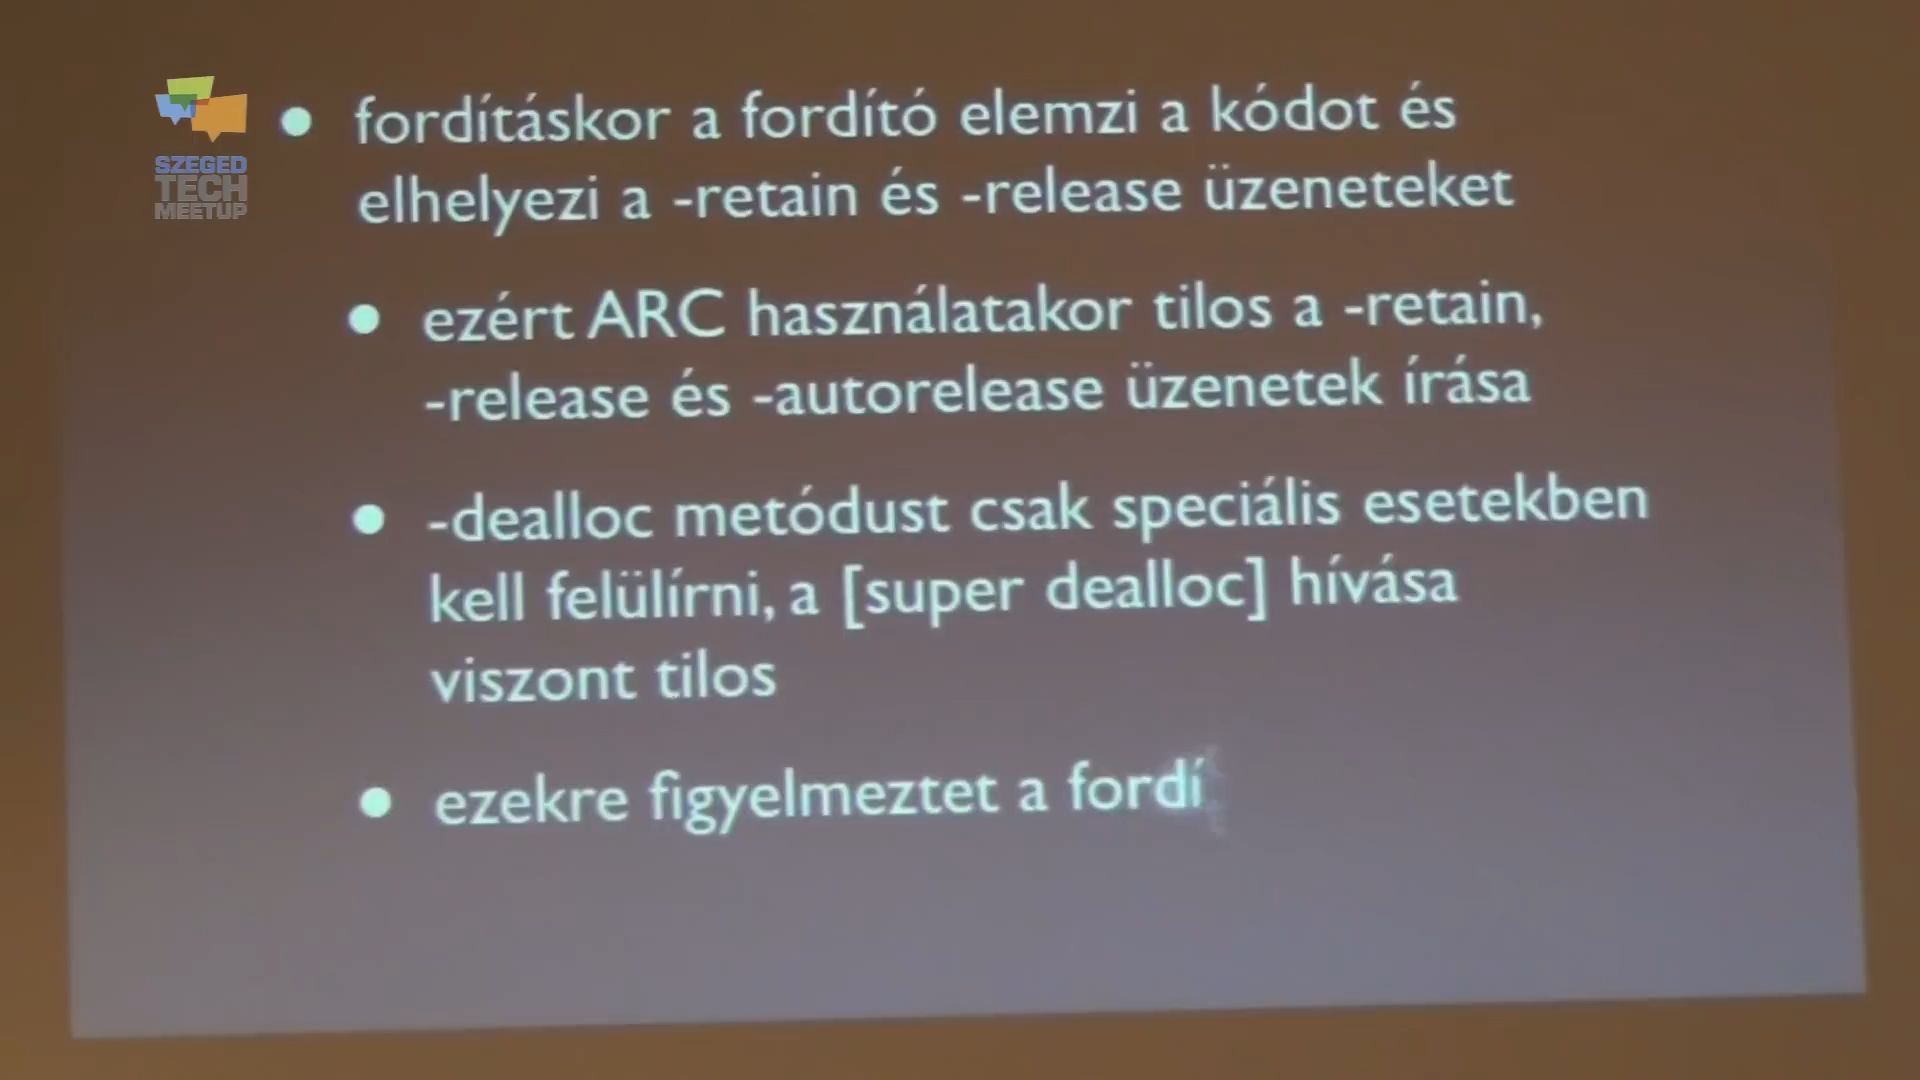 SZEGED
TECH
MEETUP
fordításkor a fordító elemzi a kódot és
elhelyezi a -retain és -release üzeneteket
ezért ARC használatakor tilos a -retain,
-release és -autorelease üzenetek írása
-dealloc metódust csak speciális esetekben
kell felülírni, a [super dealloc] hívása
viszont tilos
ezekre figyelmeztet a fordí